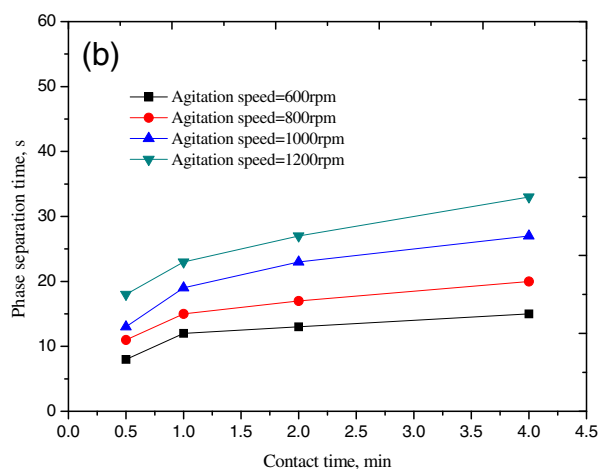 (b)
Agitation speed=600rpm
Agitation speed=800rpm
Agitation speed=1000rpm
Agitation speed=1200rpm
Phase separation time, s
60
50
40
30
20
10
0
0.0 0.5 1.0 1.5 2.0 2.5 3.0 3.5 4.0 4.5
Contact time, min